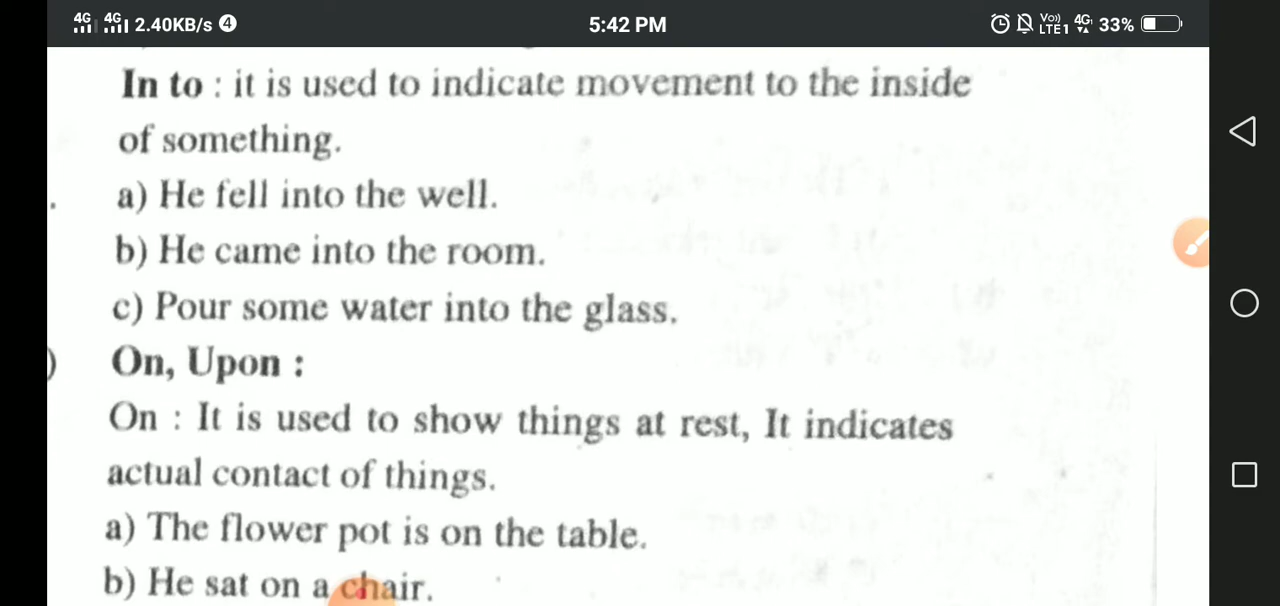 4G 4G 2.40KB/s 4 5:42 PM Vo)) LTE1 4G 33%
In to : it is used to indicate movement to the inside
of something.
. a) He fell into the well.
b) He came into the room.
c) Pour some water into the glass.
) On, Upon :
On : It is used to show things at rest, It indicates
actual contact of things.
a) The flower pot is on the table.
b) He sat on a chair.